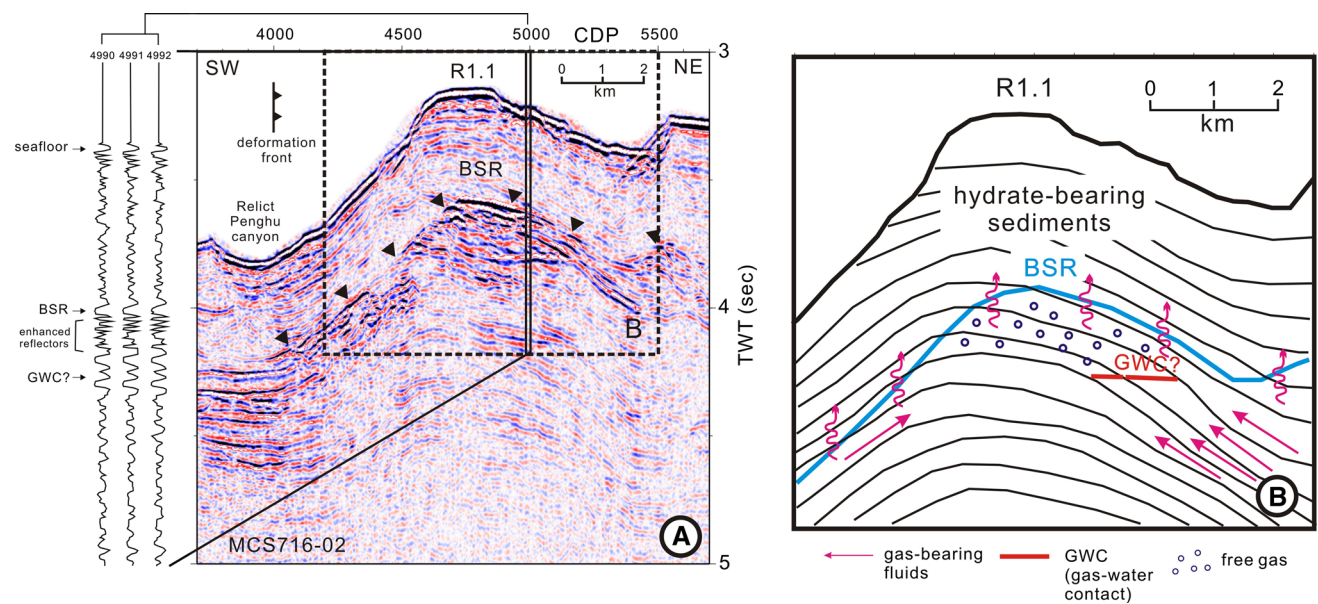 4990 4991 4992
4000 4500 5000 CDP 5500
3
SW
R1.1
NE
0 1 2
km
deformation
front
seafloor
BSR
Relict
Penghu
canyon
BSR
4
enhanced
reflectors
B
GWC?
TWT (sec)
MCS716-02
A
5
R1.1
0 1 2
km
hydrate-bearing
sediments
BSR
GWC?
B
gas-bearing
fluids
GWC
(gas-water
contact)
free gas